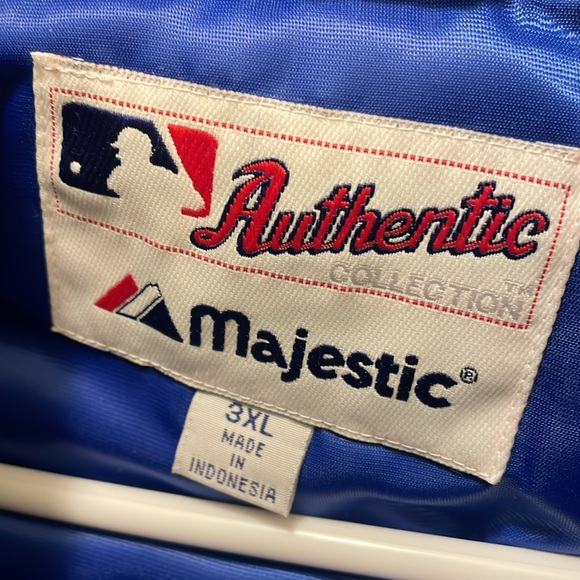 Authentic
COLLECTION™
Majestic®
3XL
MADE
IN
INDONESIA